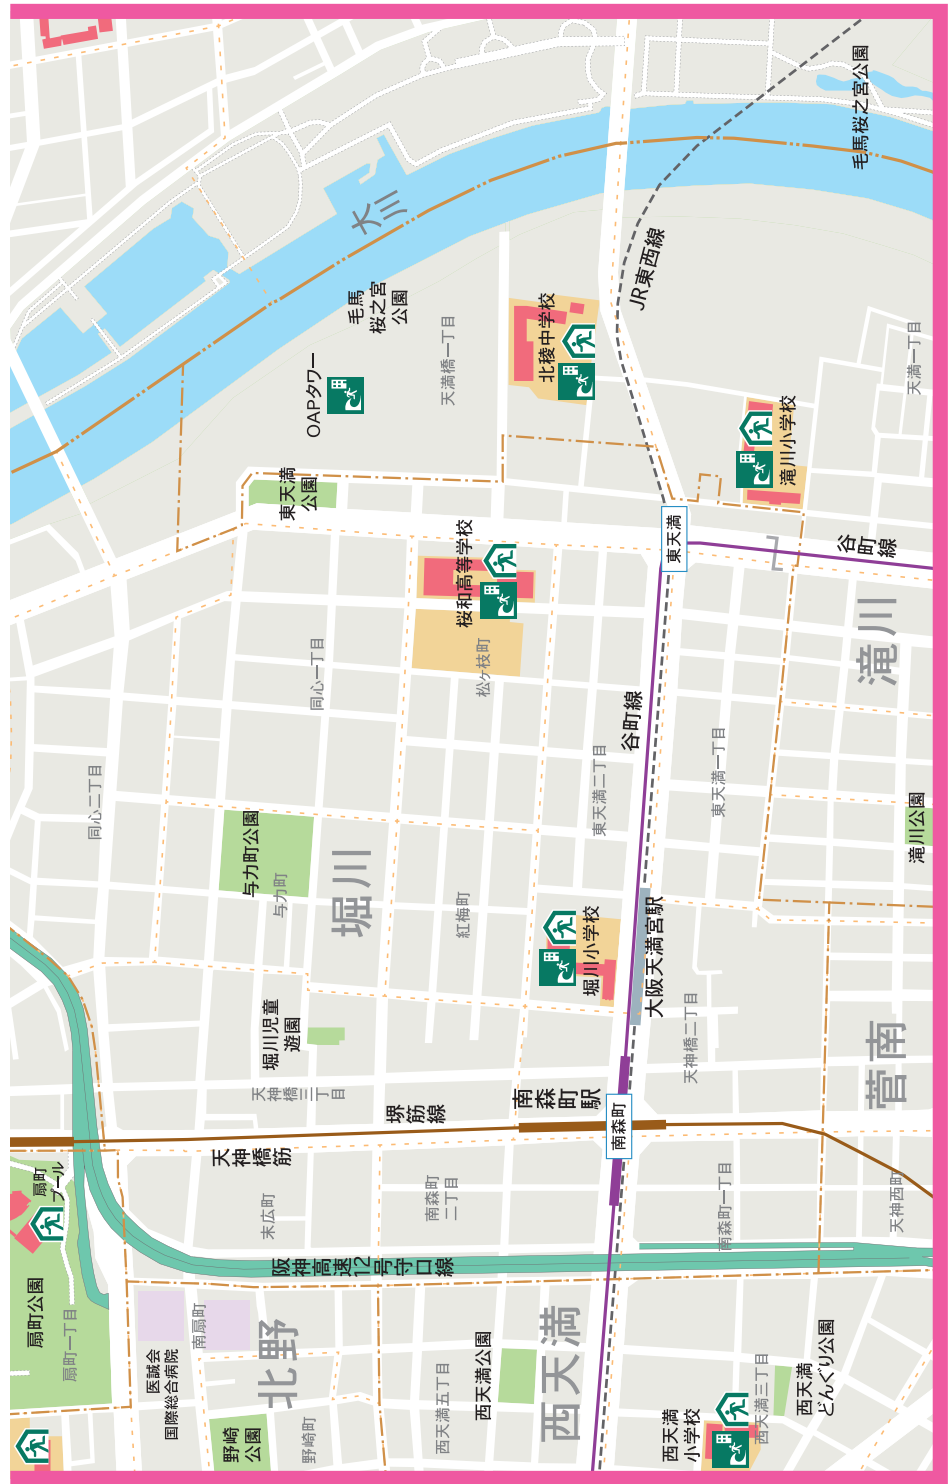 毛馬桜之宮公園
大川
JR東西線
毛馬
桜之宮
公園
天満橋一丁目
北稜中学校
OAPタワー
天満一丁目
滝川小学校
東天満
公園
東天満
谷町
線
桜和高等学校
滝川
同心一丁目
松ヶ枝町
谷町線
東天満一丁目
東天満二丁目
同心二丁目
滝川公園
与力町公園
与力町
堀川
紅梅町
堀川小学校
大阪天満宮駅
天神橋二丁目
菅南
堀川児童
遊園
天神
橋三
丁目
堺筋
線
南森
町駅
南森町
天神橋
筋
扇町
プール
末広町
南森町
二丁目
南森町一丁目
天神西町
阪神高速12号守口
線
扇町公園
扇町一丁目
南扇町
医誠会
国際総合病院
北野
野崎
公園
野崎町
西天満公園
西天満五丁目
西天満
西天満
小学校
西天満三丁目
西天満
どんぐり公園